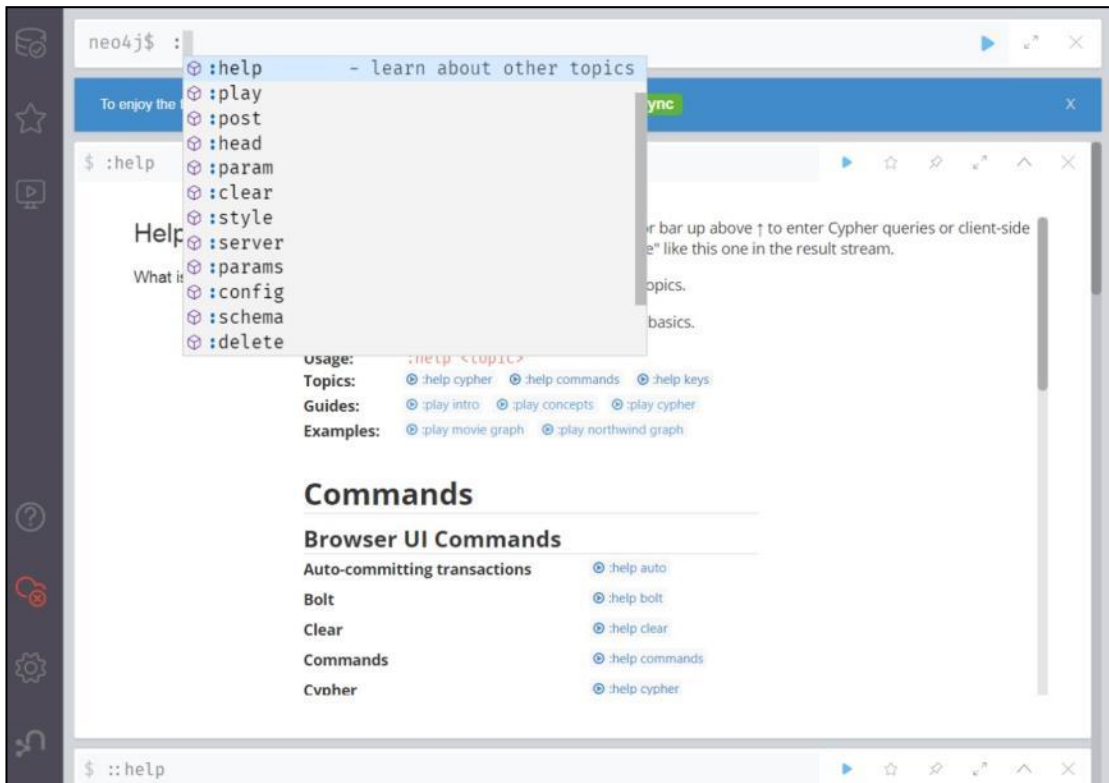 neo4j$ :
:help - learn about other topics
:play
:post
:head
:param
:clear
:style
:server
:params
:config
:schema
:delete
To enjoy the
ync
X
$ :help
Help
What is
r bar up above ↑ to enter Cypher queries or client-side
e" like this one in the result stream.
opics.
basics.
Usage: :help <topic>
Topics: :help cypher :help commands :help keys
Guides: :play intro :play concepts :play cypher
Examples: :play movie graph :play northwind graph
Commands
Browser UI Commands
Auto-committing transactions :help auto
Bolt :help bolt
Clear :help clear
Commands :help commands
Cypher :help cypher
$ ::help